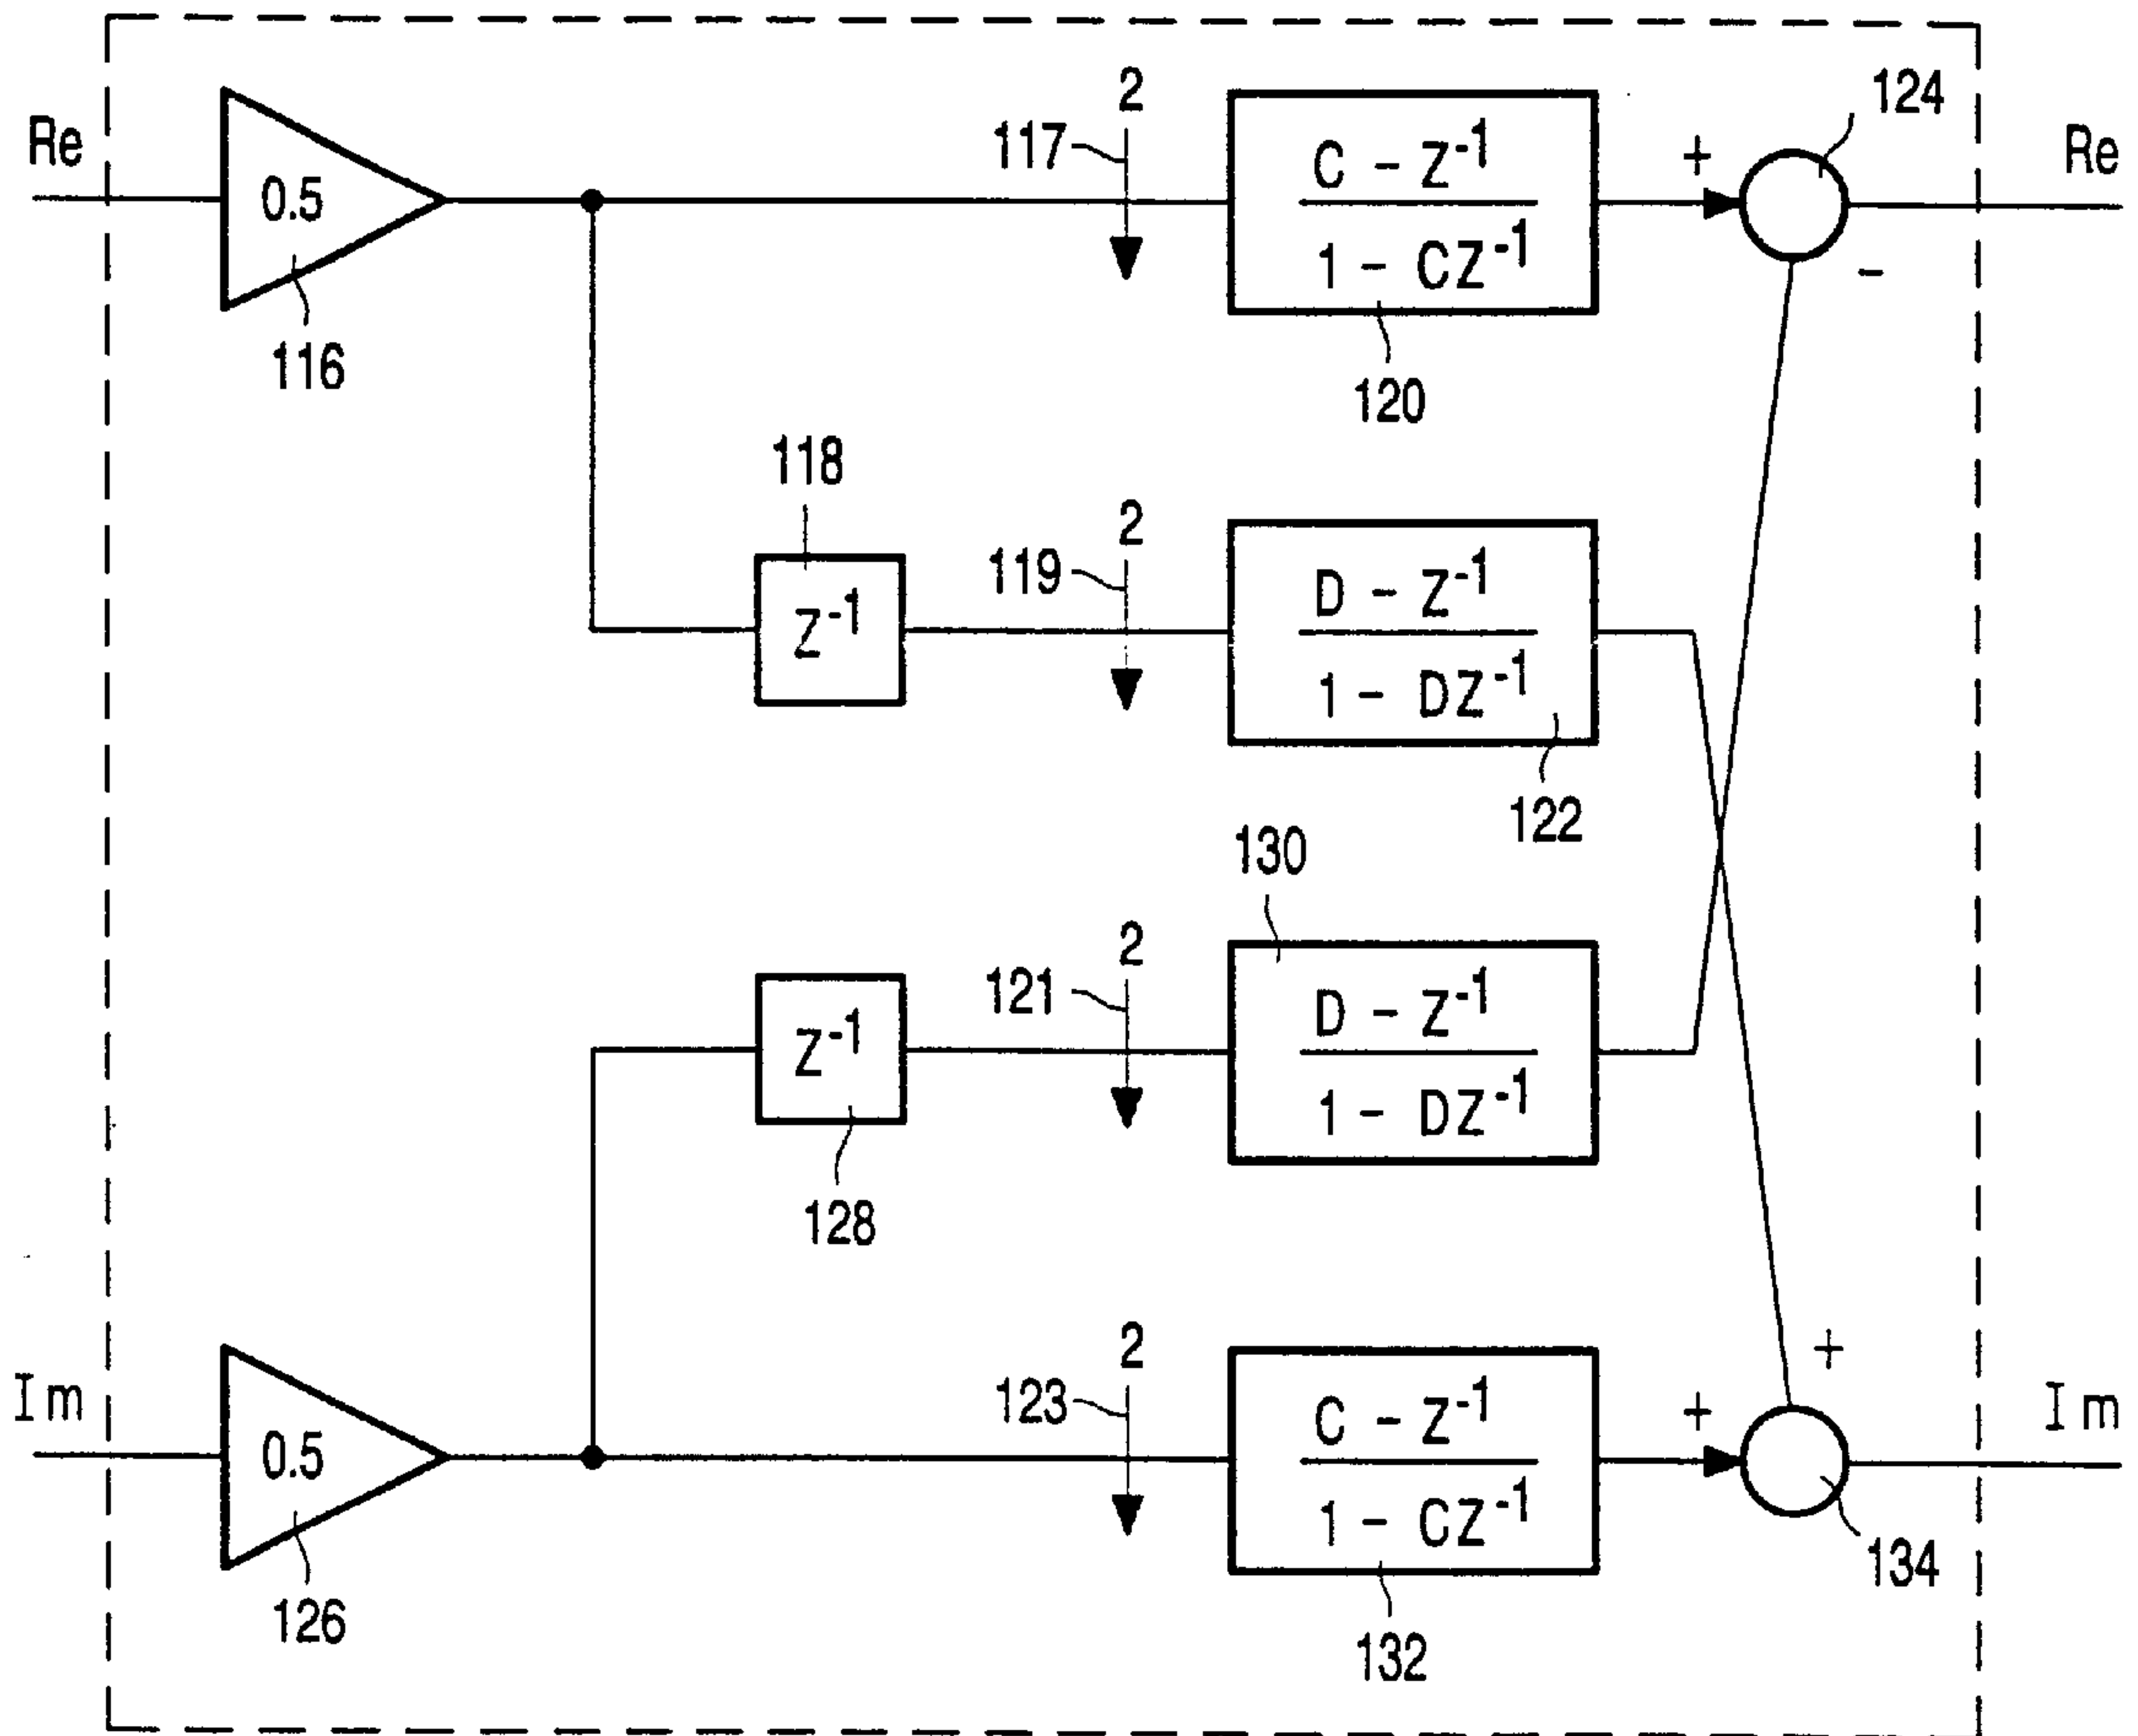 2
124
Re
117
C - Z⁻¹
+
Re
0.5
1 - CZ⁻¹
-
116
120
118
2
119
D - Z⁻¹
Z⁻¹
1 - DZ⁻¹
122
130
2
121
D - Z⁻¹
Z⁻¹
1 - DZ⁻¹
128
2
+
Im
123
C - Z⁻¹
+
Im
0.5
1 - CZ⁻¹
134
126
132